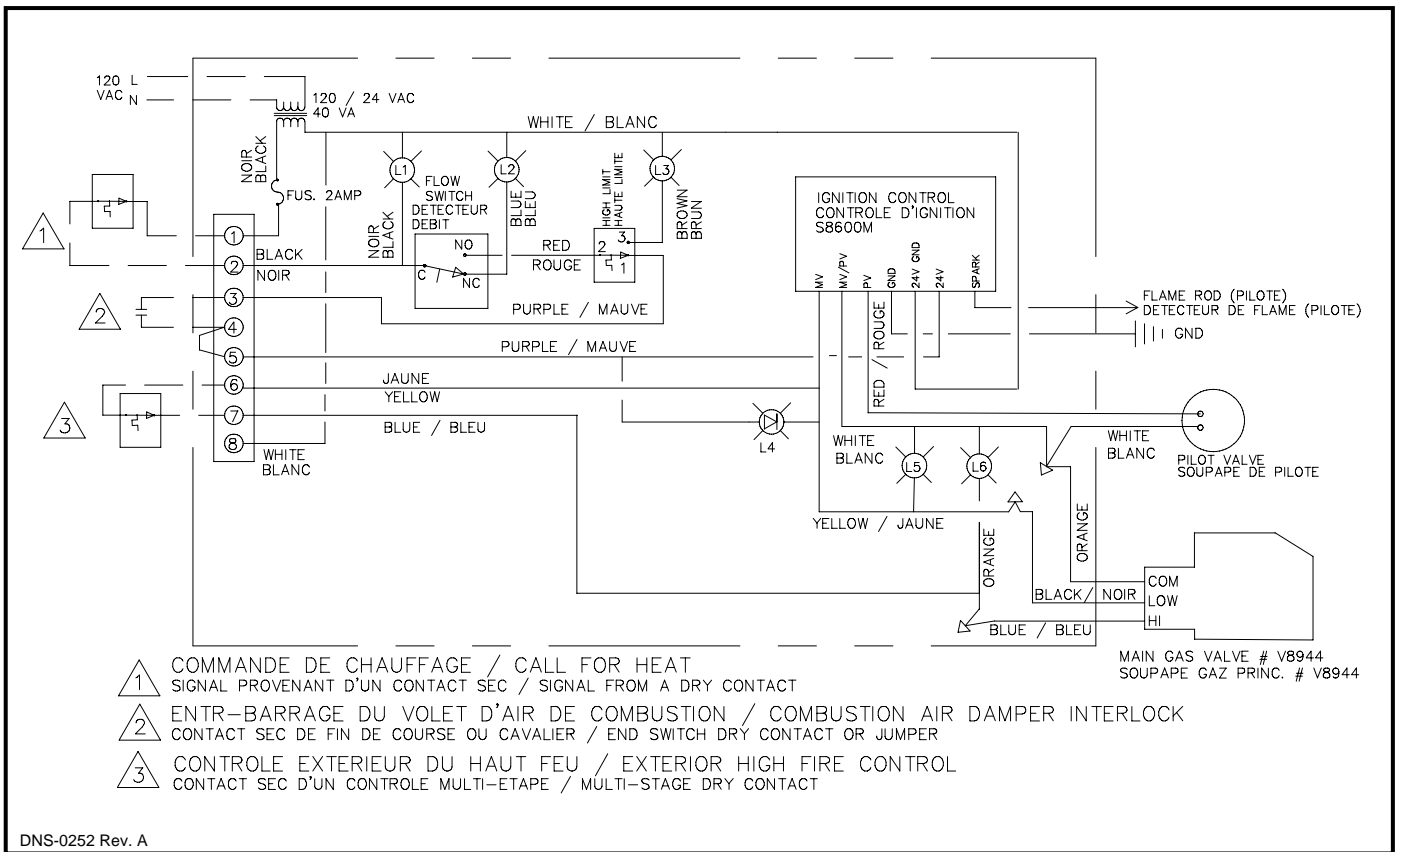 120 L
VAC N
120 / 24 VAC
40 VA
WHITE / BLANC
NOIR
BLACK
FUS. 2AMP
L1
L2
L3
FLOW
SWITCH
DETECTEUR
DEBIT
NOIR
BLACK
BLUE
BLEU
HIGH LIMIT
HAUTE LIMITE
BROWN
BRUN
NO
C
NC
RED
ROUGE
3
2
1
IGNITION CONTROL
CONTROLE D'IGNITION
S8600M
MV
MV/PV
PV
GND
24V GND
24V
SPARK
1
2
3
1
2
3
4
5
6
7
8
BLACK
NOIR
PURPLE / MAUVE
PURPLE / MAUVE
JAUNE
YELLOW
BLUE / BLEU
WHITE
BLANC
RED / ROUGE
FLAME ROD (PILOTE)
DETECTEUR DE FLAME (PILOTE)
GND
L4
WHITE
BLANC
L5
L6
WHITE
BLANC
PILOT VALVE
SOUPAPE DE PILOTE
YELLOW / JAUNE
ORANGE
ORANGE
BLACK/ NOIR
BLUE / BLEU
COM
LOW
HI
MAIN GAS VALVE # V8944
SOUPAPE GAZ PRINC. # V8944
1 COMMANDE DE CHAUFFAGE / CALL FOR HEAT
SIGNAL PROVENANT D'UN CONTACT SEC / SIGNAL FROM A DRY CONTACT
2 ENTR-BARRAGE DU VOLET D'AIR DE COMBUSTION / COMBUSTION AIR DAMPER INTERLOCK
CONTACT SEC DE FIN DE COURSE OU CAVALIER / END SWITCH DRY CONTACT OR JUMPER
3 CONTROLE EXTERIEUR DU HAUT FEU / EXTERIOR HIGH FIRE CONTROL
CONTACT SEC D'UN CONTROLE MULTI-ETAPE / MULTI-STAGE DRY CONTACT
DNS-0252 Rev. A